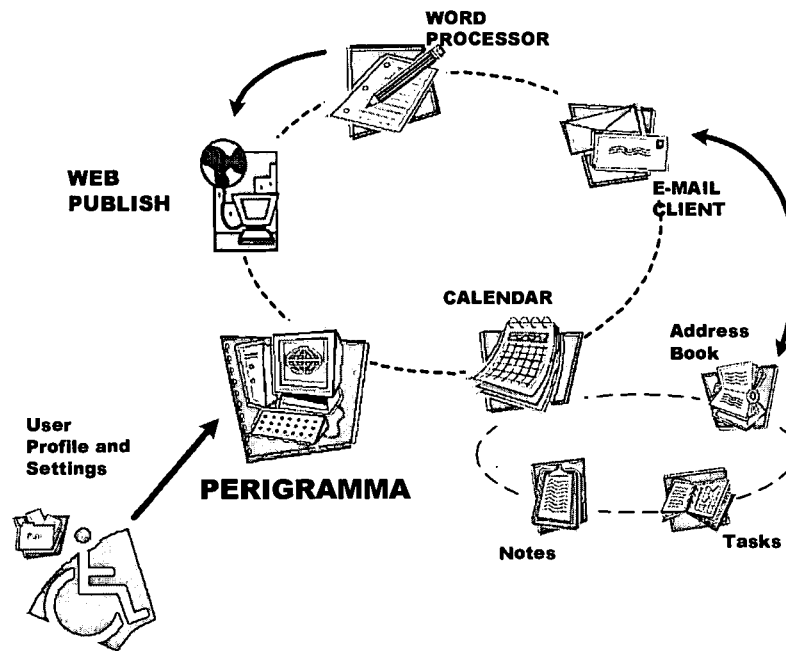 WORD
PROCESSOR
WEB
PUBLISH
E-MAIL
CLIENT
CALENDAR
Address
Book
User
Profile and
Settings
PERIGRAMMA
Notes
Tasks